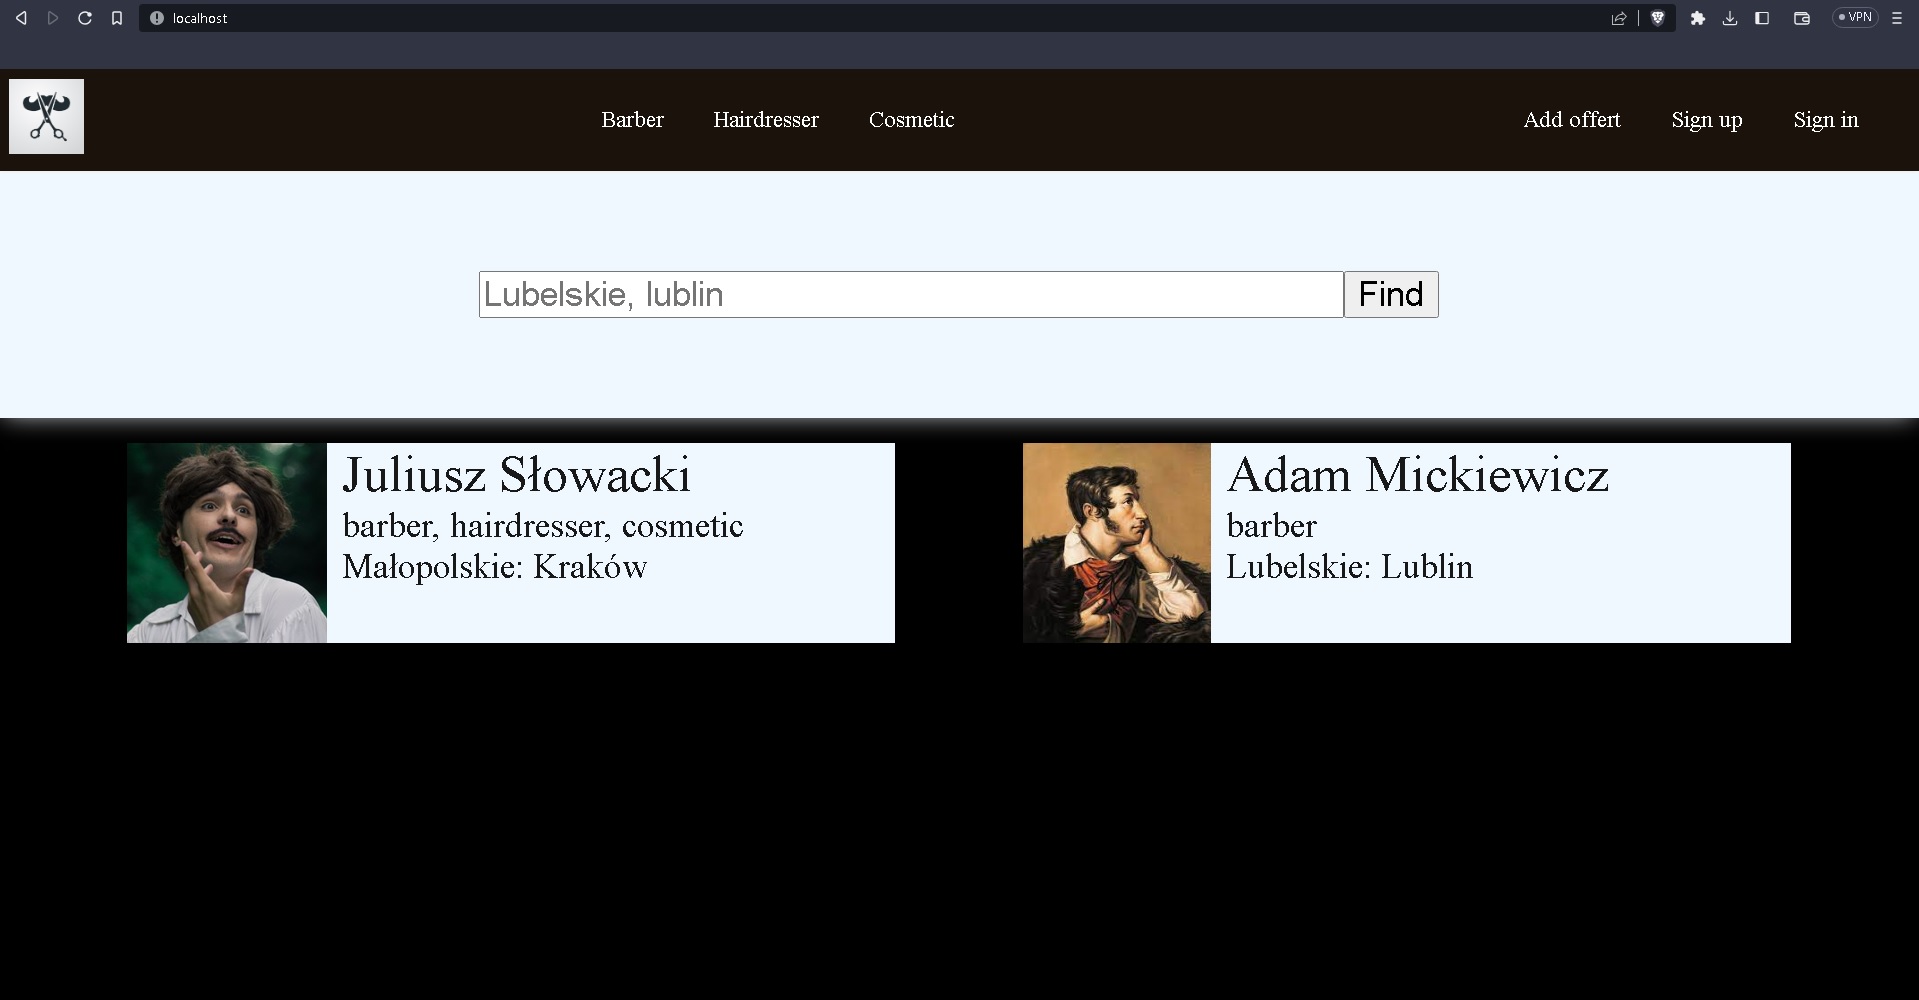 localhost
VPN
Barber Hairdresser Cosmetic Add offert Sign up Sign in
Lubelskie, lublin Find
Juliusz Słowacki
barber, hairdresser, cosmetic
Małopolskie: Kraków
Adam Mickiewicz
barber
Lubelskie: Lublin